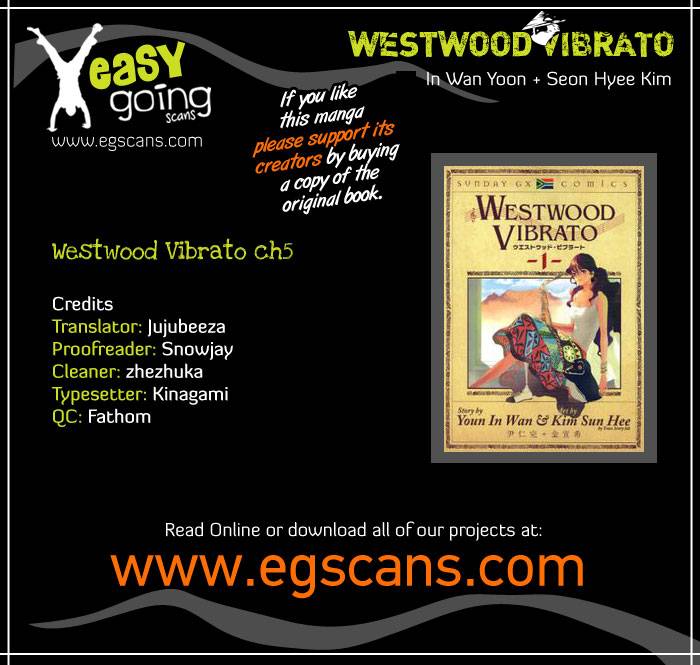 easy
going
scans
www.egscans.com
WESTWOOD VIBRATO
In Wan Yoon + Seon Hyee Kim
If you like
this manga
please support its
creators by buying
a copy of the
original book.
SUNDAY GX COMICS
WESTWOOD
VIBRATO
ウエストウッド・ビブラート
-1-
Story by
Art by
Youn In Wan & Kim Sun Hee
尹仁完+金宣希
Westwood Vibrato ch5
Credits
Translator: Jujubeeza
Proofreader: Snowjay
Cleaner: zhezhuka
Typesetter: Kinagami
QC: Fathom
Read Online or download all of our projects at:
www.egscans.com